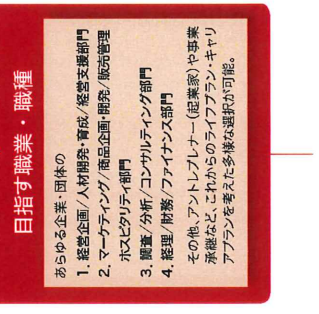 目指す職業・職種
あらゆる企業・団体の
1. 経営企画/人材開発・育成/経営支援部門
2. マーケティング/商品企画・開発/販売管理
ホスピタリティ部門
3. 調査/分析/コンサルティング部門
4. 経理/財務/ファイナンス部門
その他、アントレプレナー(起業家)や事業
承継など、これからのライフプラン・キャリ
アプランを考えた多様な選択が可能。